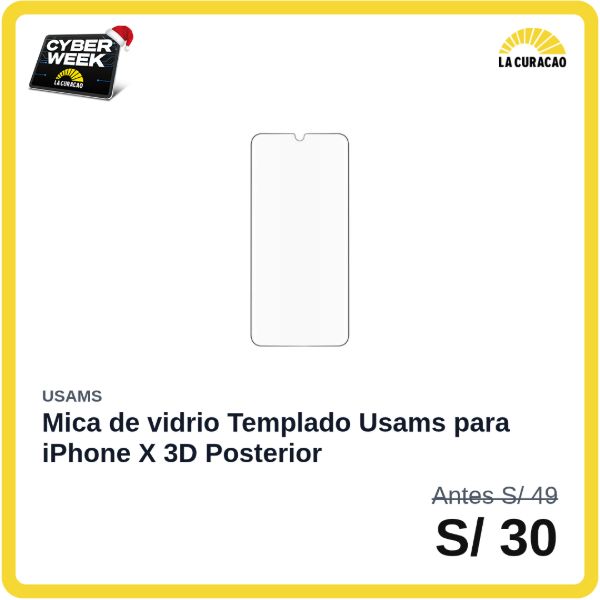 CYBER
WEEK
LA CURACAO
LA CURACAO
USAMS
Mica de vidrio Templado Usams para
iPhone X 3D Posterior
Antes S/ 49
S/ 30